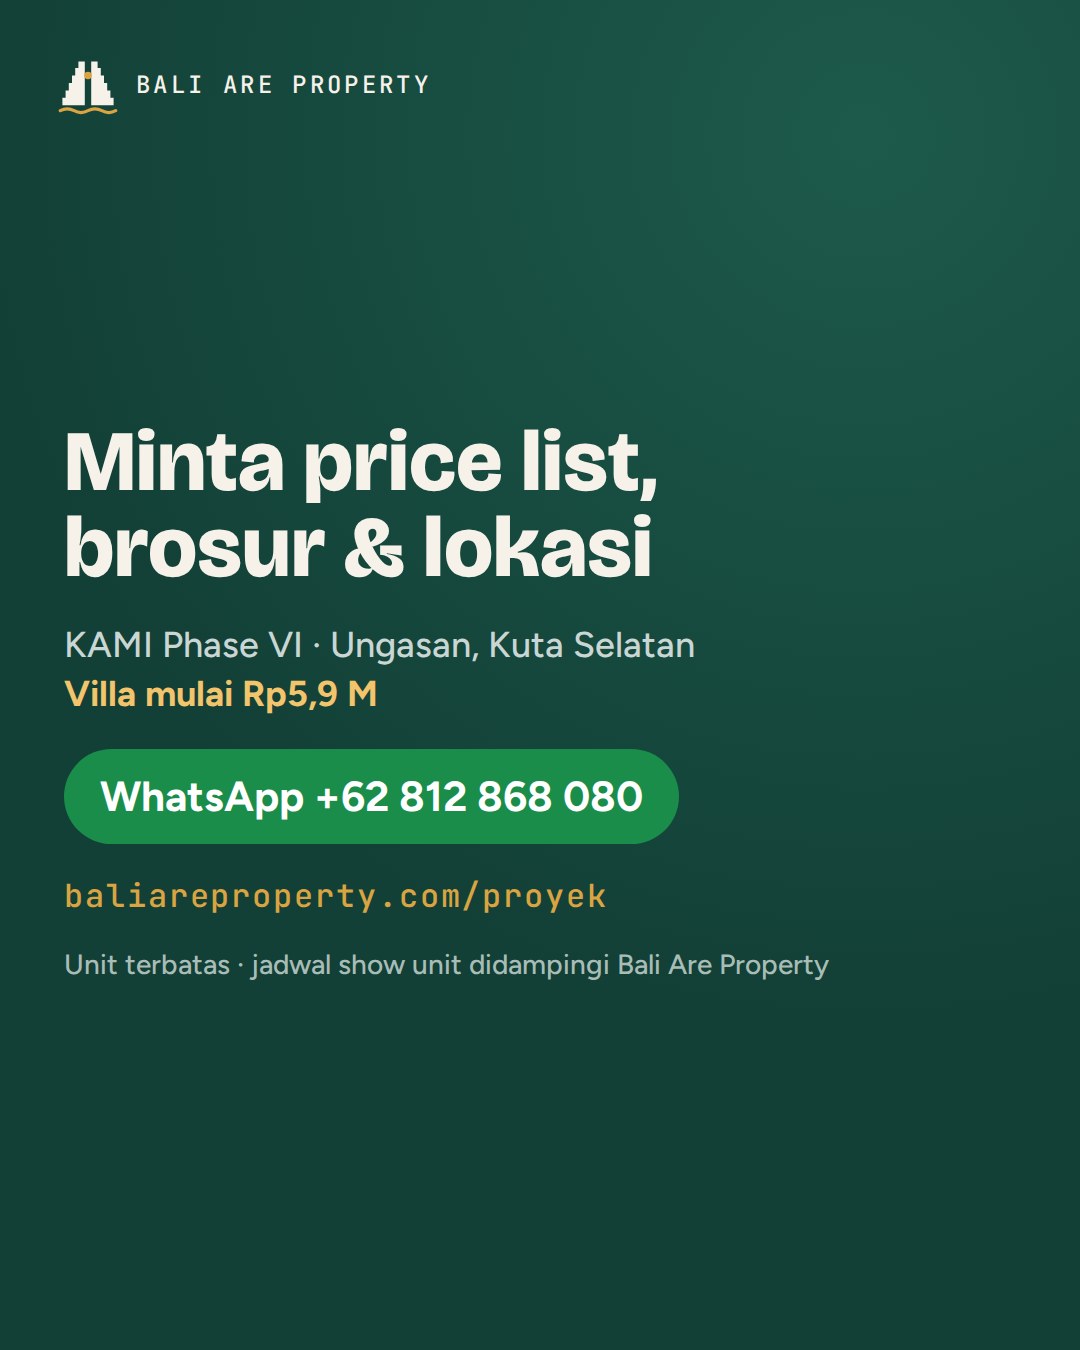 BALI ARE PROPERTY
Minta price list,
brosur & lokasi
KAMI Phase VI · Ungasan, Kuta Selatan
Villa mulai Rp5,9 M
WhatsApp +62 812 868 080
baliareproperty.com/proyek
Unit terbatas · jadwal show unit didampingi Bali Are Property